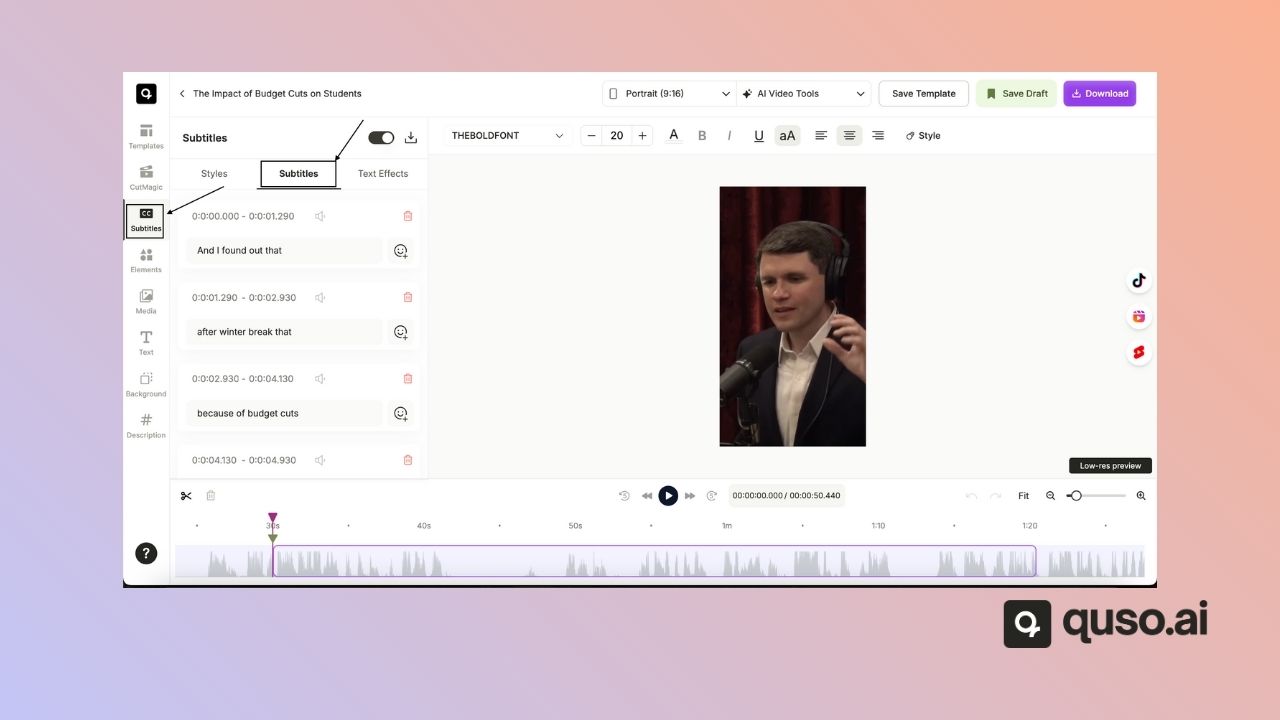 The Impact of Budget Cuts on Students
Portrait (9:16)
AI Video Tools
Save Template
Save Draft
Download
Templates
CutMagic
CC
Subtitles
Elements
Media
Text
Background
Description
?
Subtitles
Styles
Subtitles
Text Effects
0:0:00.000 - 0:0:01.290
And I found out that
0:0:01.290 - 0:0:02.930
after winter break that
0:0:02.930 - 0:0:04.130
because of budget cuts
0:0:04.130 - 0:0:04.930
THEBOLDFONT
20
A
B
I
U
aA
Style
Low-res preview
00:00:00.000 / 00:00:50.440
Fit
30s
40s
50s
1m
1:10
1:20
quso.ai